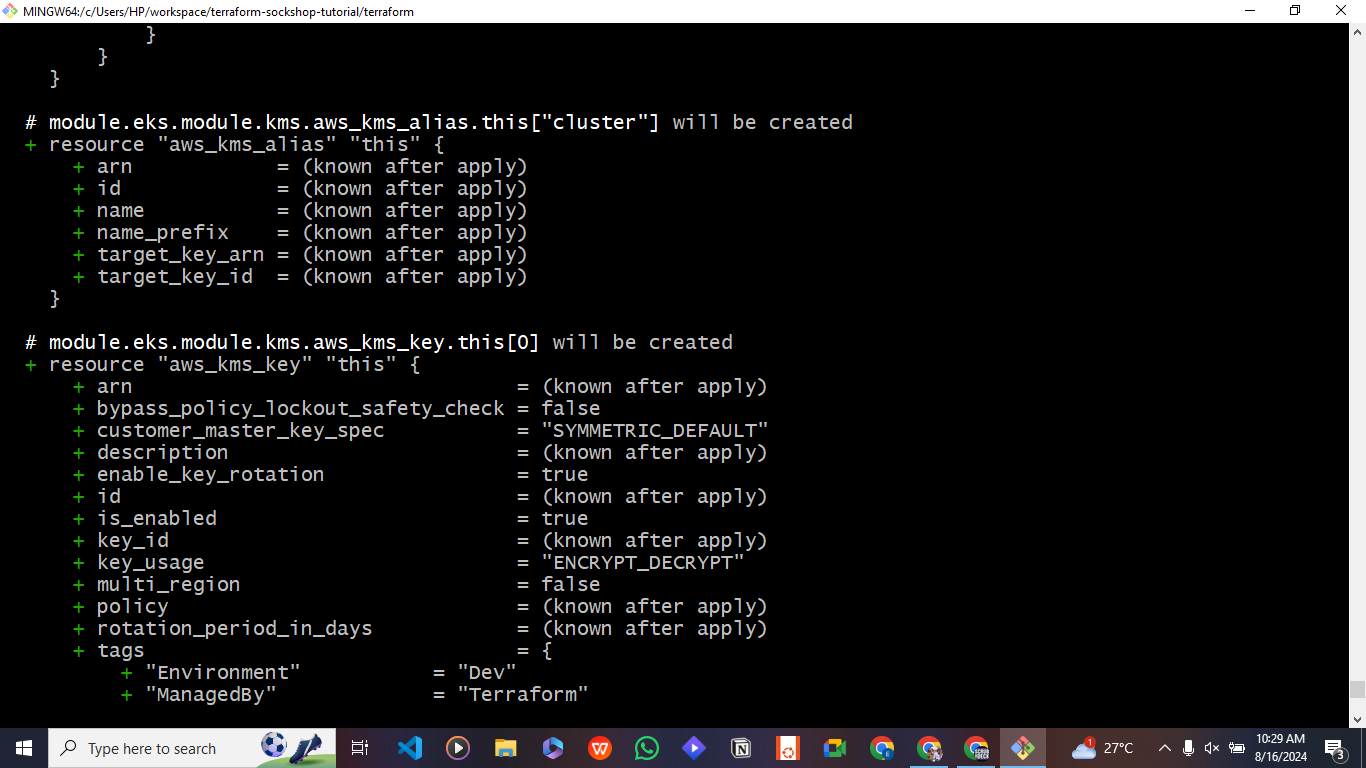 MINGW64:/c/Users/HP/workspace/terraform-sockshop-tutorial/terraform
}
}
}
# module.eks.module.kms.aws_kms_alias.this["cluster"] will be created
+ resource "aws_kms_alias" "this" {
+ arn = (known after apply)
+ id = (known after apply)
+ name = (known after apply)
+ name_prefix = (known after apply)
+ target_key_arn = (known after apply)
+ target_key_id = (known after apply)
}
# module.eks.module.kms.aws_kms_key.this[0] will be created
+ resource "aws_kms_key" "this" {
+ arn = (known after apply)
+ bypass_policy_lockout_safety_check = false
+ customer_master_key_spec = "SYMMETRIC_DEFAULT"
+ description = (known after apply)
+ enable_key_rotation = true
+ id = (known after apply)
+ is_enabled = true
+ key_id = (known after apply)
+ key_usage = "ENCRYPT_DECRYPT"
+ multi_region = false
+ policy = (known after apply)
+ rotation_period_in_days = (known after apply)
+ tags = {
+ "Environment" = "Dev"
+ "ManagedBy" = "Terraform"
Type here to search
1
27°C
10:29 AM
8/16/2024
3